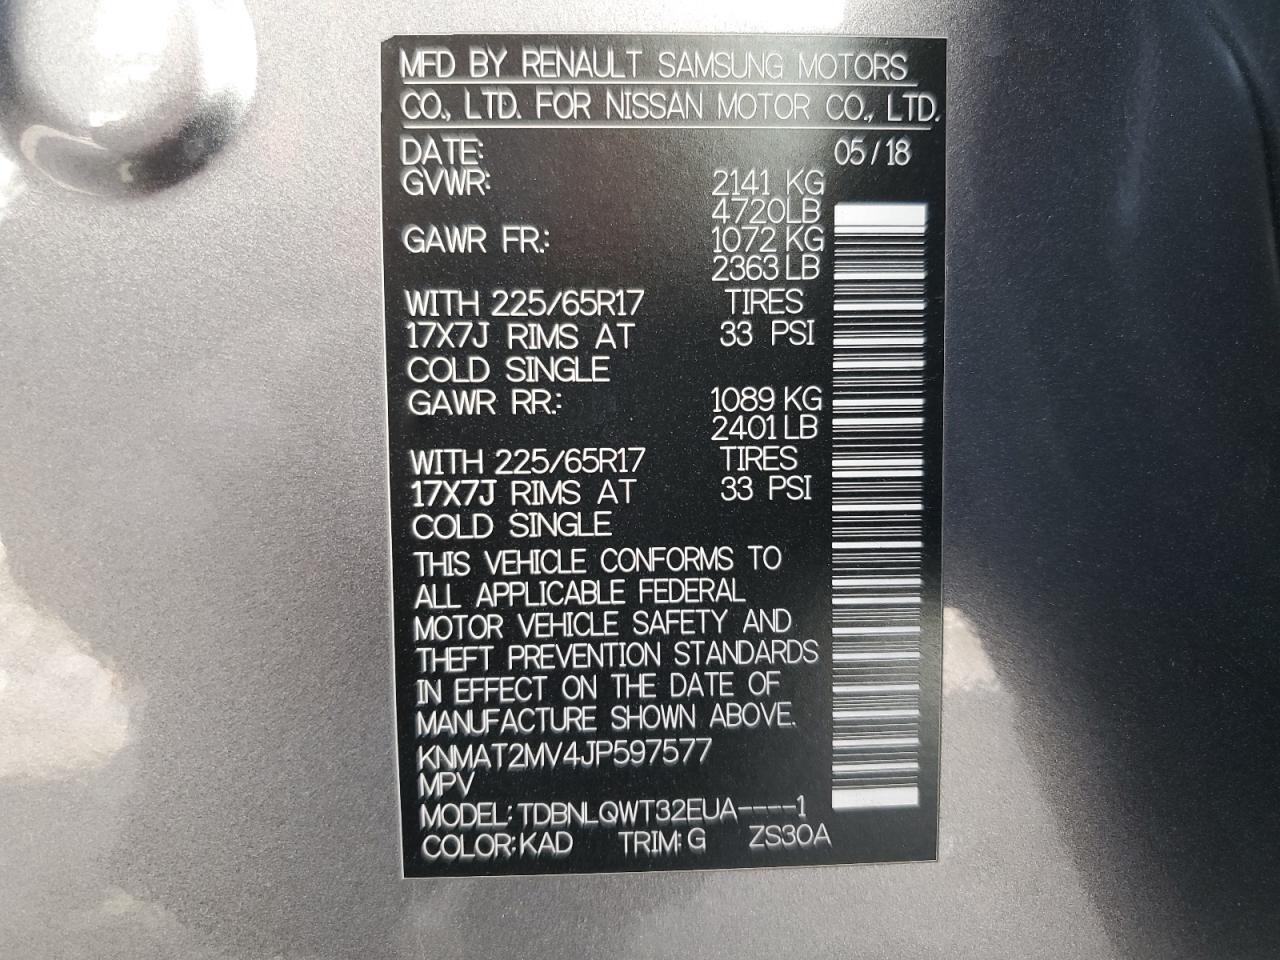 MFD BY RENAULT SAMSUNG MOTORS
CO., LTD. FOR NISSAN MOTOR CO., LTD.
DATE: 05/18
GVWR: 2141 KG
4720LB
GAWR FR.: 1072 KG
2363 LB
WITH 225/65R17 TIRES
17X7J RIMS AT 33 PSI
COLD SINGLE
GAWR RR.: 1089 KG
2401 LB
WITH 225/65R17 TIRES
17X7J RIMS AT 33 PSI
COLD SINGLE
THIS VEHICLE CONFORMS TO
ALL APPLICABLE FEDERAL
MOTOR VEHICLE SAFETY AND
THEFT PREVENTION STANDARDS
IN EFFECT ON THE DATE OF
MANUFACTURE SHOWN ABOVE.
KNMAT2MV4JP597577
MPV
MODEL: TDBNLQWT32EUA----1
COLOR: KAD TRIM: G ZS30A